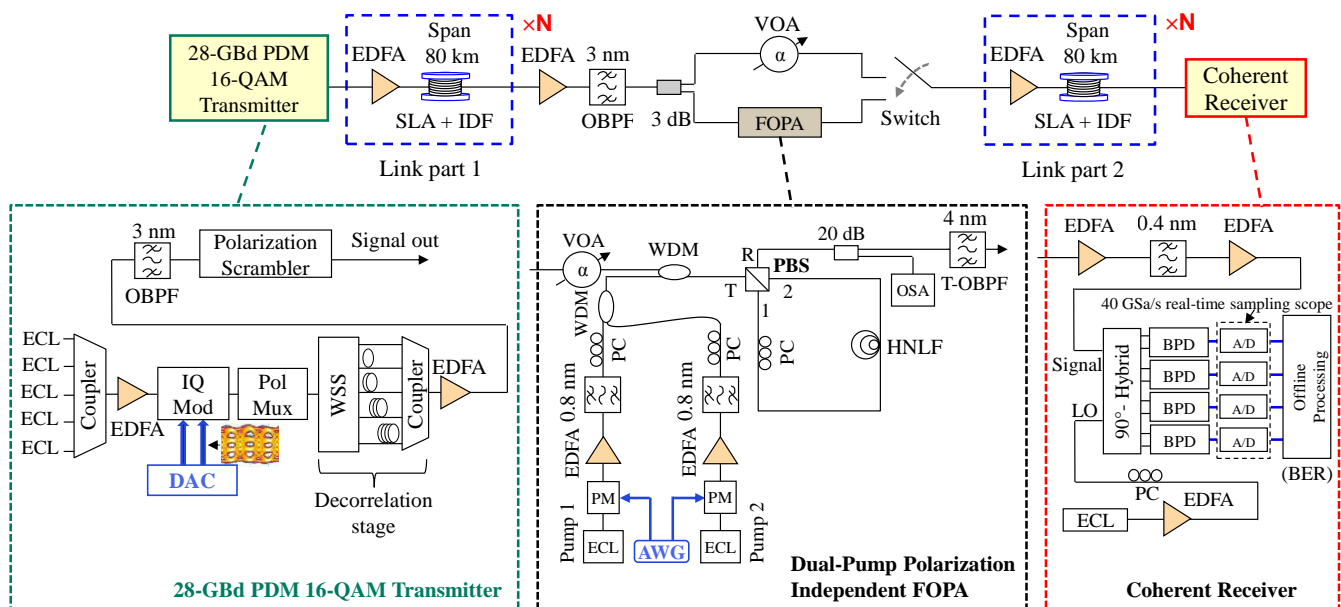 28-GBd PDM
16-QAM
Transmitter
EDFA
Span
80 km
SLA + IDF
×N
Link part 1
EDFA
3 nm
OBPF
3 dB
VOA
α
FOPA
Switch
EDFA
Span
80 km
SLA + IDF
×N
Link part 2
Coherent
Receiver
3 nm
OBPF
Polarization
Scrambler
Signal out
ECL
ECL
ECL
ECL
ECL
Coupler
EDFA
IQ
Mod
Pol
Mux
DAC
WSS
Coupler
EDFA
Decorrelation
stage
28-GBd PDM 16-QAM Transmitter
VOA
α
WDM
WDM
R
T
PBS
2
1
20 dB
OSA
4 nm
T-OBPF
PC
PC
PC
HNLF
0.8 nm
0.8 nm
EDFA
EDFA
PM
PM
Pump 1
Pump 2
ECL
AWG
ECL
Dual-Pump Polarization
Independent FOPA
EDFA
0.4 nm
EDFA
40 GSa/s real-time sampling scope
Signal
LO
90°- Hybrid
BPD
BPD
BPD
BPD
A/D
A/D
A/D
A/D
Offline
Processing
(BER)
PC
EDFA
ECL
Coherent Receiver